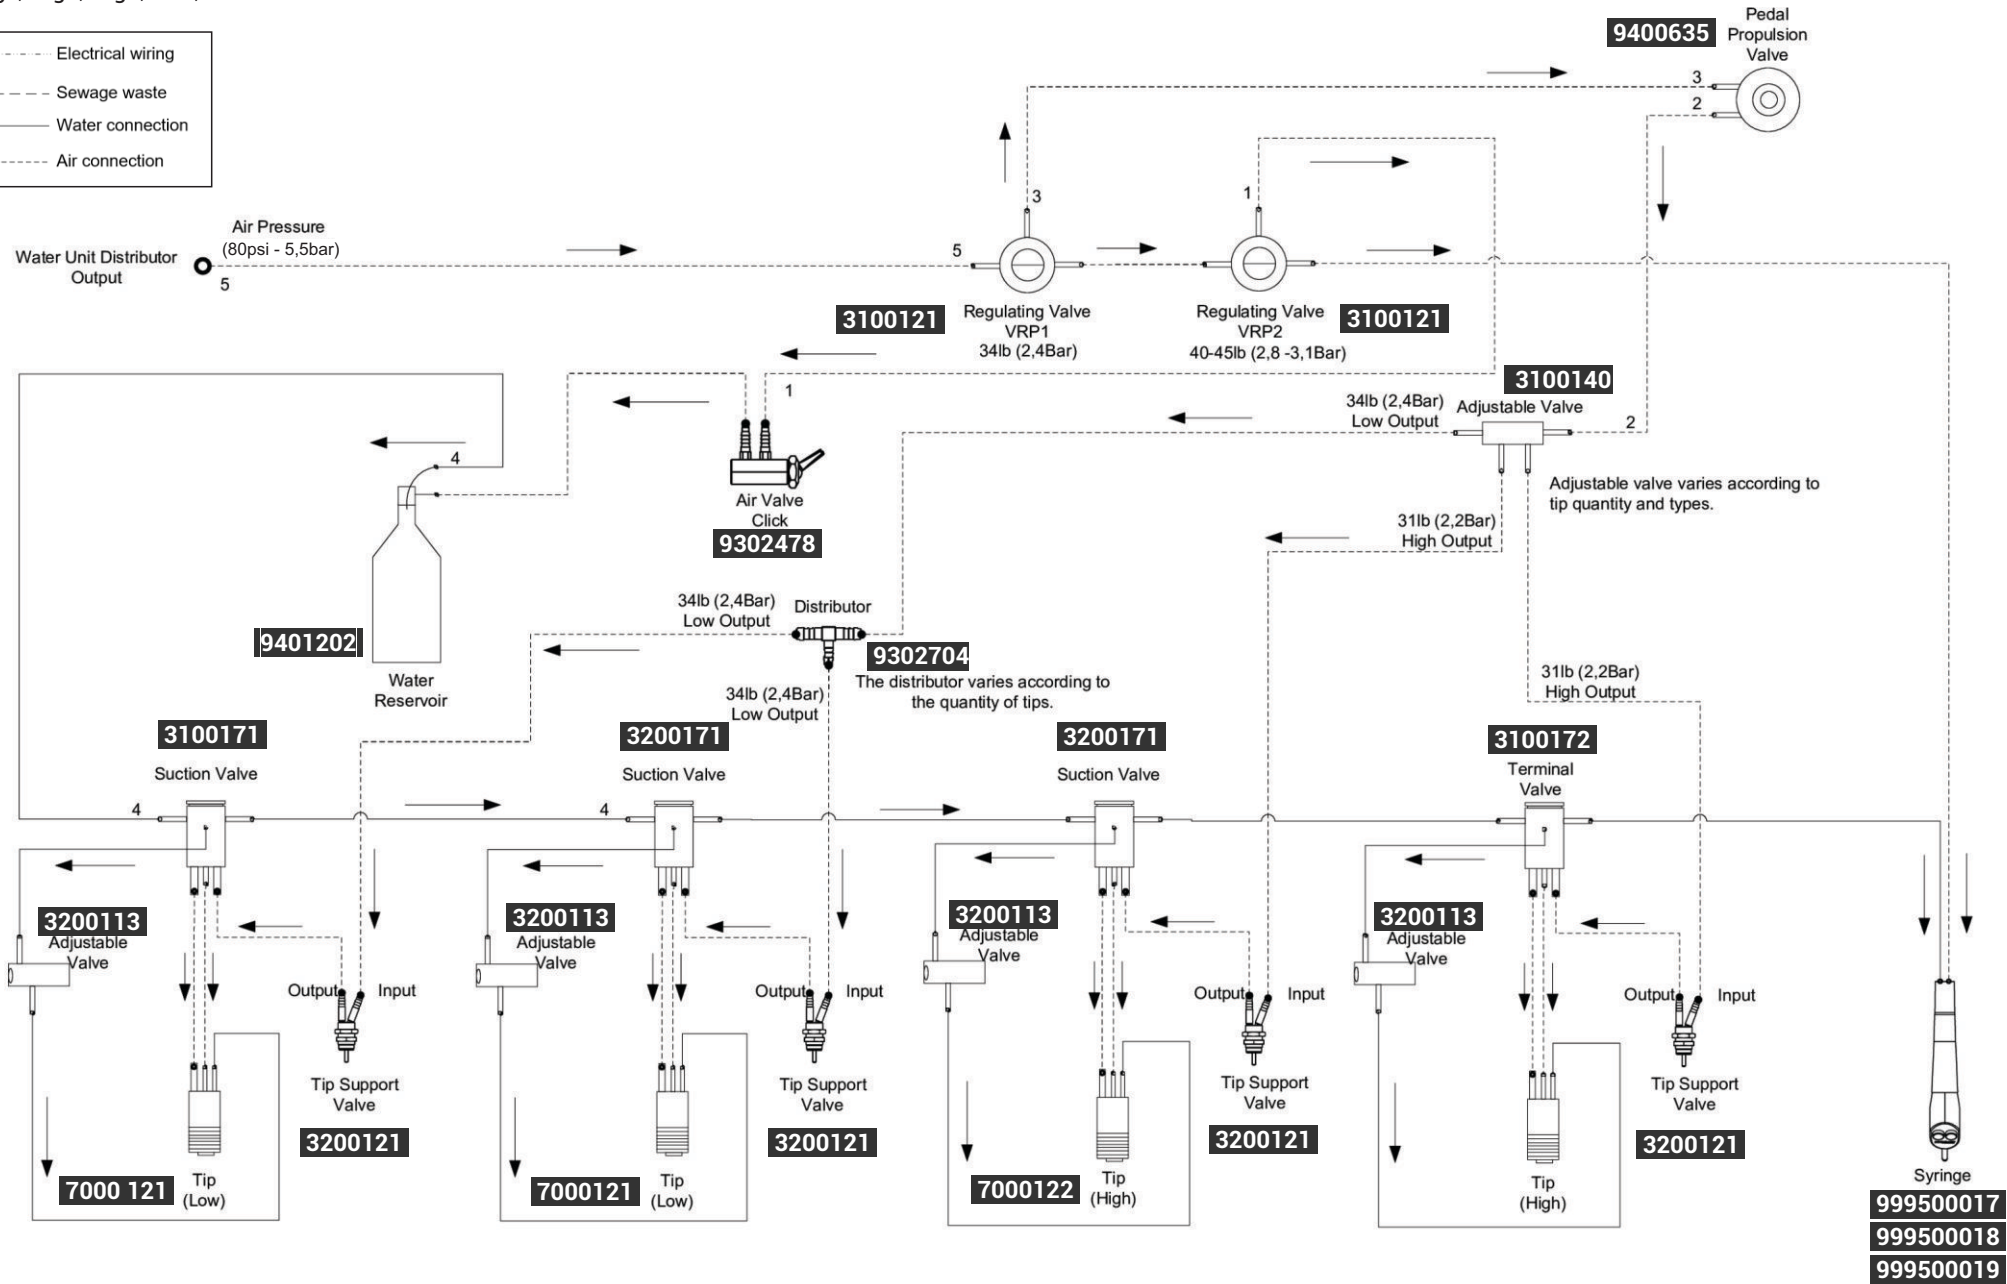 Electrical wiring
Sewage waste
Water connection
Air connection
9400635
Pedal
Propulsion
Valve
3
2
Air Pressure
(80psi - 5,5bar)
Water Unit Distributor
Output
5
5
3
1
3100121
Regulating Valve
VRP1
34lb (2,4Bar)
Regulating Valve
VRP2
40-45lb (2,8 -3,1Bar)
3100121
1
3100140
34lb (2,4Bar)
Low Output
Adjustable Valve
2
Adjustable valve varies according to
tip quantity and types.
4
Air Valve
Click
9302478
31lb (2,2Bar)
High Output
34lb (2,4Bar)
Low Output
Distributor
9302704
The distributor varies according to
the quantity of tips.
9401202
Water
Reservoir
34lb (2,4Bar)
Low Output
31lb (2,2Bar)
High Output
3100171
Suction Valve
3200171
Suction Valve
3200171
Suction Valve
3100172
Terminal
Valve
4
4
3200113
Adjustable
Valve
3200113
Adjustable
Valve
3200113
Adjustable
Valve
3200113
Adjustable
Valve
Output
Input
Output
Input
Output
Input
Output
Input
Tip Support
Valve
3200121
Tip Support
Valve
3200121
Tip Support
Valve
3200121
Tip Support
Valve
3200121
7000 121
Tip
(Low)
7000121
Tip
(Low)
7000122
Tip
(High)
Tip
(High)
Syringe
999500017
999500018
999500019